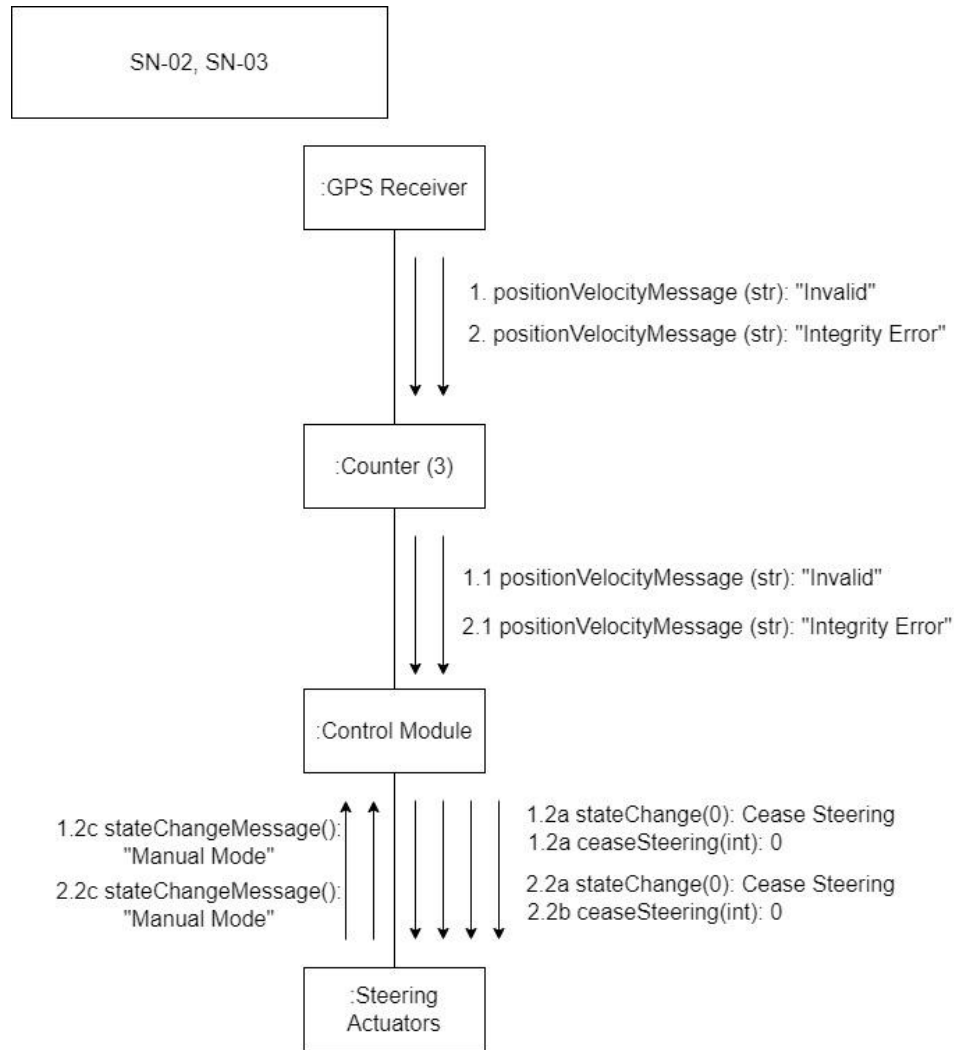 SN-02, SN-03
:GPS Receiver
1. positionVelocityMessage (str): "Invalid"
2. positionVelocityMessage (str): "Integrity Error"
:Counter (3)
1.1 positionVelocityMessage (str): "Invalid"
2.1 positionVelocityMessage (str): "Integrity Error"
:Control Module
1.2c stateChangeMessage():
"Manual Mode"
2.2c stateChangeMessage():
"Manual Mode"
1.2a stateChange(0): Cease Steering
1.2a ceaseSteering(int): 0
2.2a stateChange(0): Cease Steering
2.2b ceaseSteering(int): 0
:Steering
Actuators